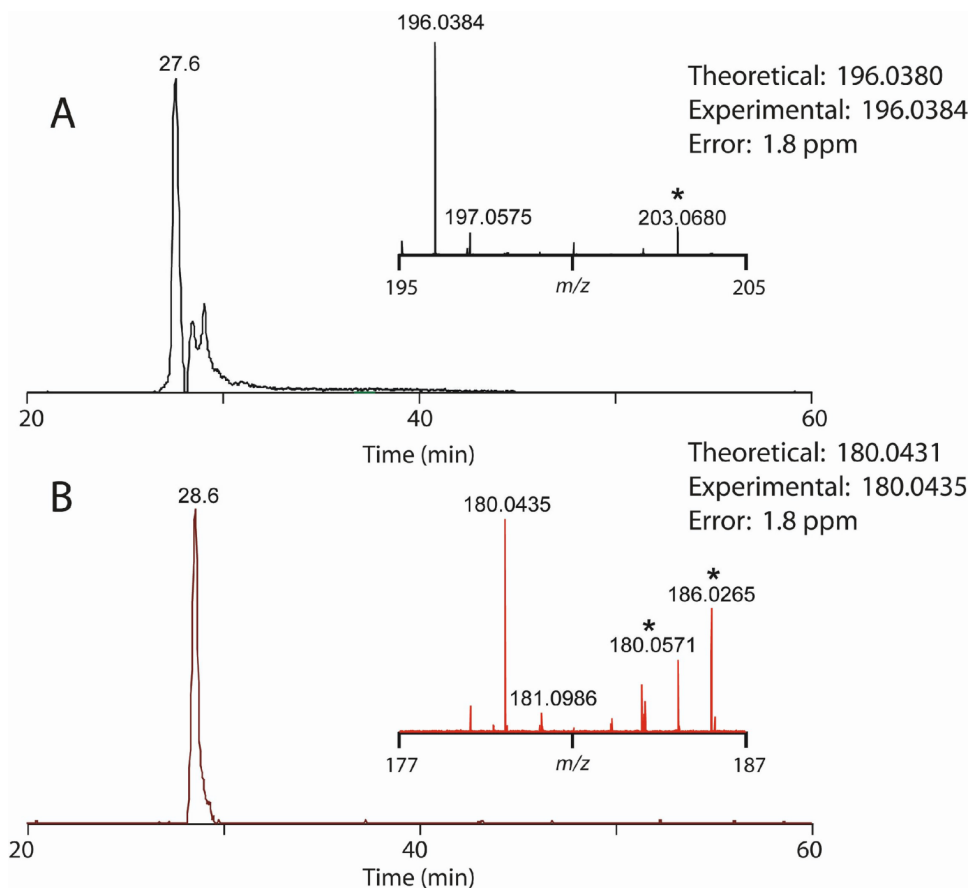 196.0384
27.6
Theoretical: 196.0380
Experimental: 196.0384
Error: 1.8 ppm
A
*
197.0575
203.0680
195
m/z
205
20
40
60
Time (min)
Theoretical: 180.0431
Experimental: 180.0435
Error: 1.8 ppm
B
28.6
180.0435
*
186.0265
*
180.0571
181.0986
177
m/z
187
20
40
60
Time (min)